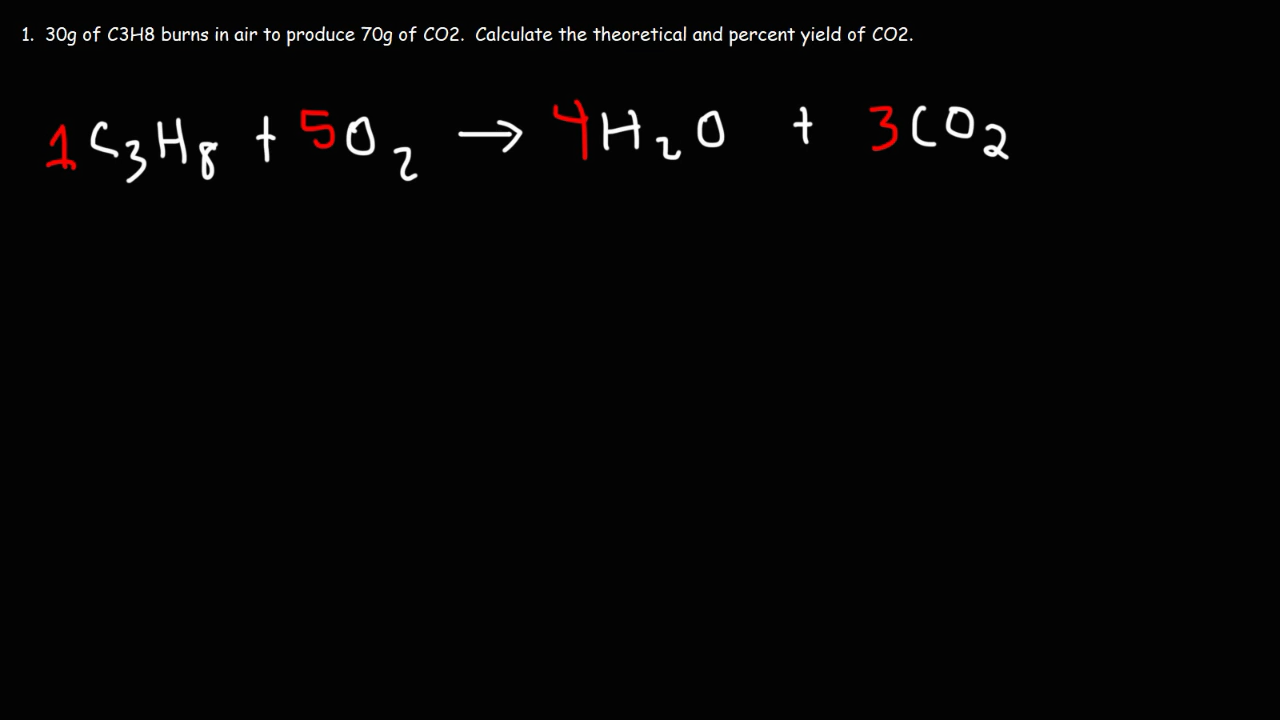 1. 30g of C3H8 burns in air to produce 70g of CO2. Calculate the theoretical and percent yield of CO2.
1C₃H₈ + 5O₂ → 4H₂O + 3CO₂